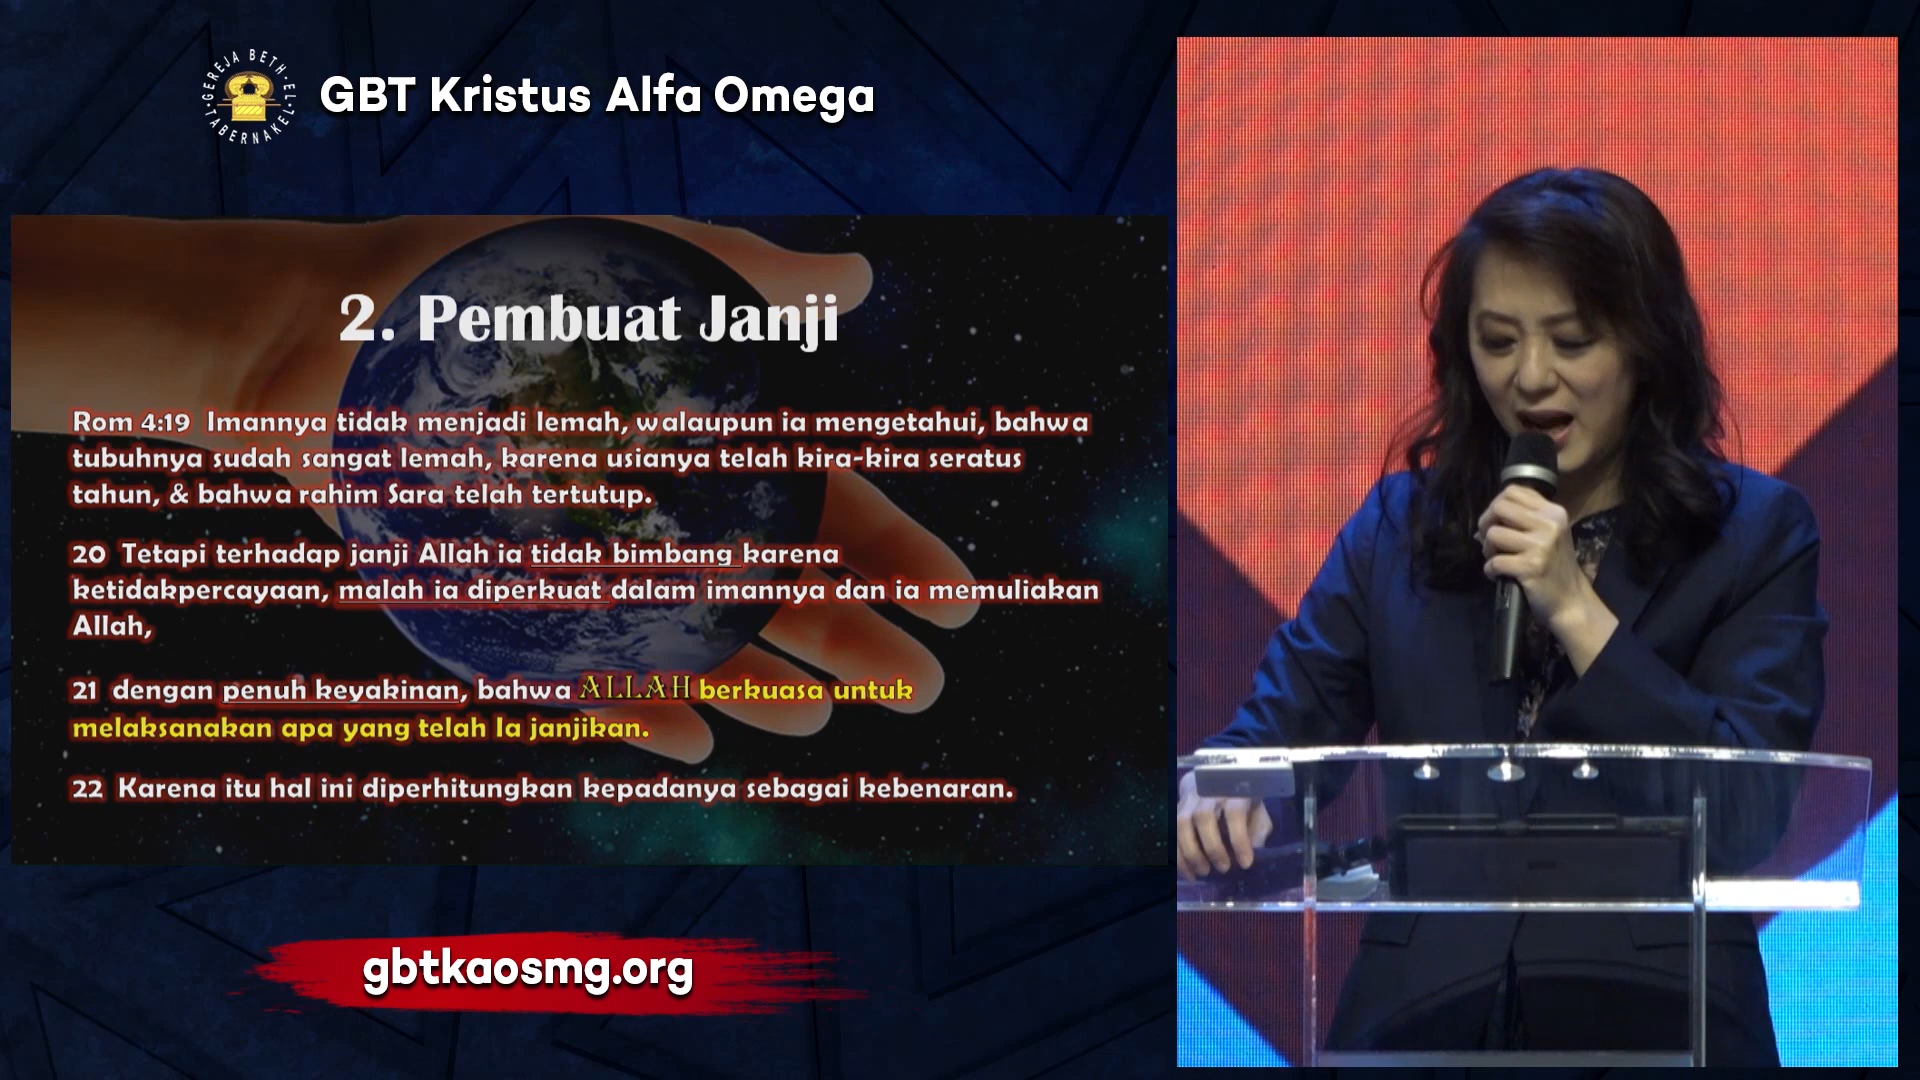 GEREJA BETH-EL
TABERNAKEL
GBT Kristus Alfa Omega
2. Pembuat Janji
Rom 4:19 Imannya tidak menjadi lemah, walaupun ia mengetahui, bahwa
tubuhnya sudah sangat lemah, karena usianya telah kira-kira seratus
tahun, & bahwa rahim Sara telah tertutup.
20 Tetapi terhadap janji Allah ia tidak bimbang karena
ketidakpercayaan, malah ia diperkuat dalam imannya dan ia memuliakan
Allah,
21 dengan penuh keyakinan, bahwa ALLAH berkuasa untuk
melaksanakan apa yang telah Ia janjikan.
22 Karena itu hal ini diperhitungkan kepadanya sebagai kebenaran.
gbtkaosmg.org